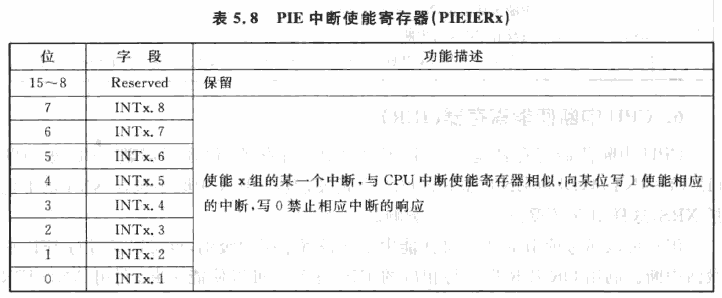 表 5.8 PIE 中断使能寄存器(PIEIERx)
位 字 段 功能描述
15～8 Reserved 保留
7 INTx.8
6 INTx.7
5 INTx.6
4 INTx.5 使能 x 组的某一个中断,与 CPU 中断使能寄存器相似,向某位写 1 使能相应
3 INTx.4 的中断,写 0 禁止相应中断的响应
2 INTx.3
1 INTx.2
0 INTx.1